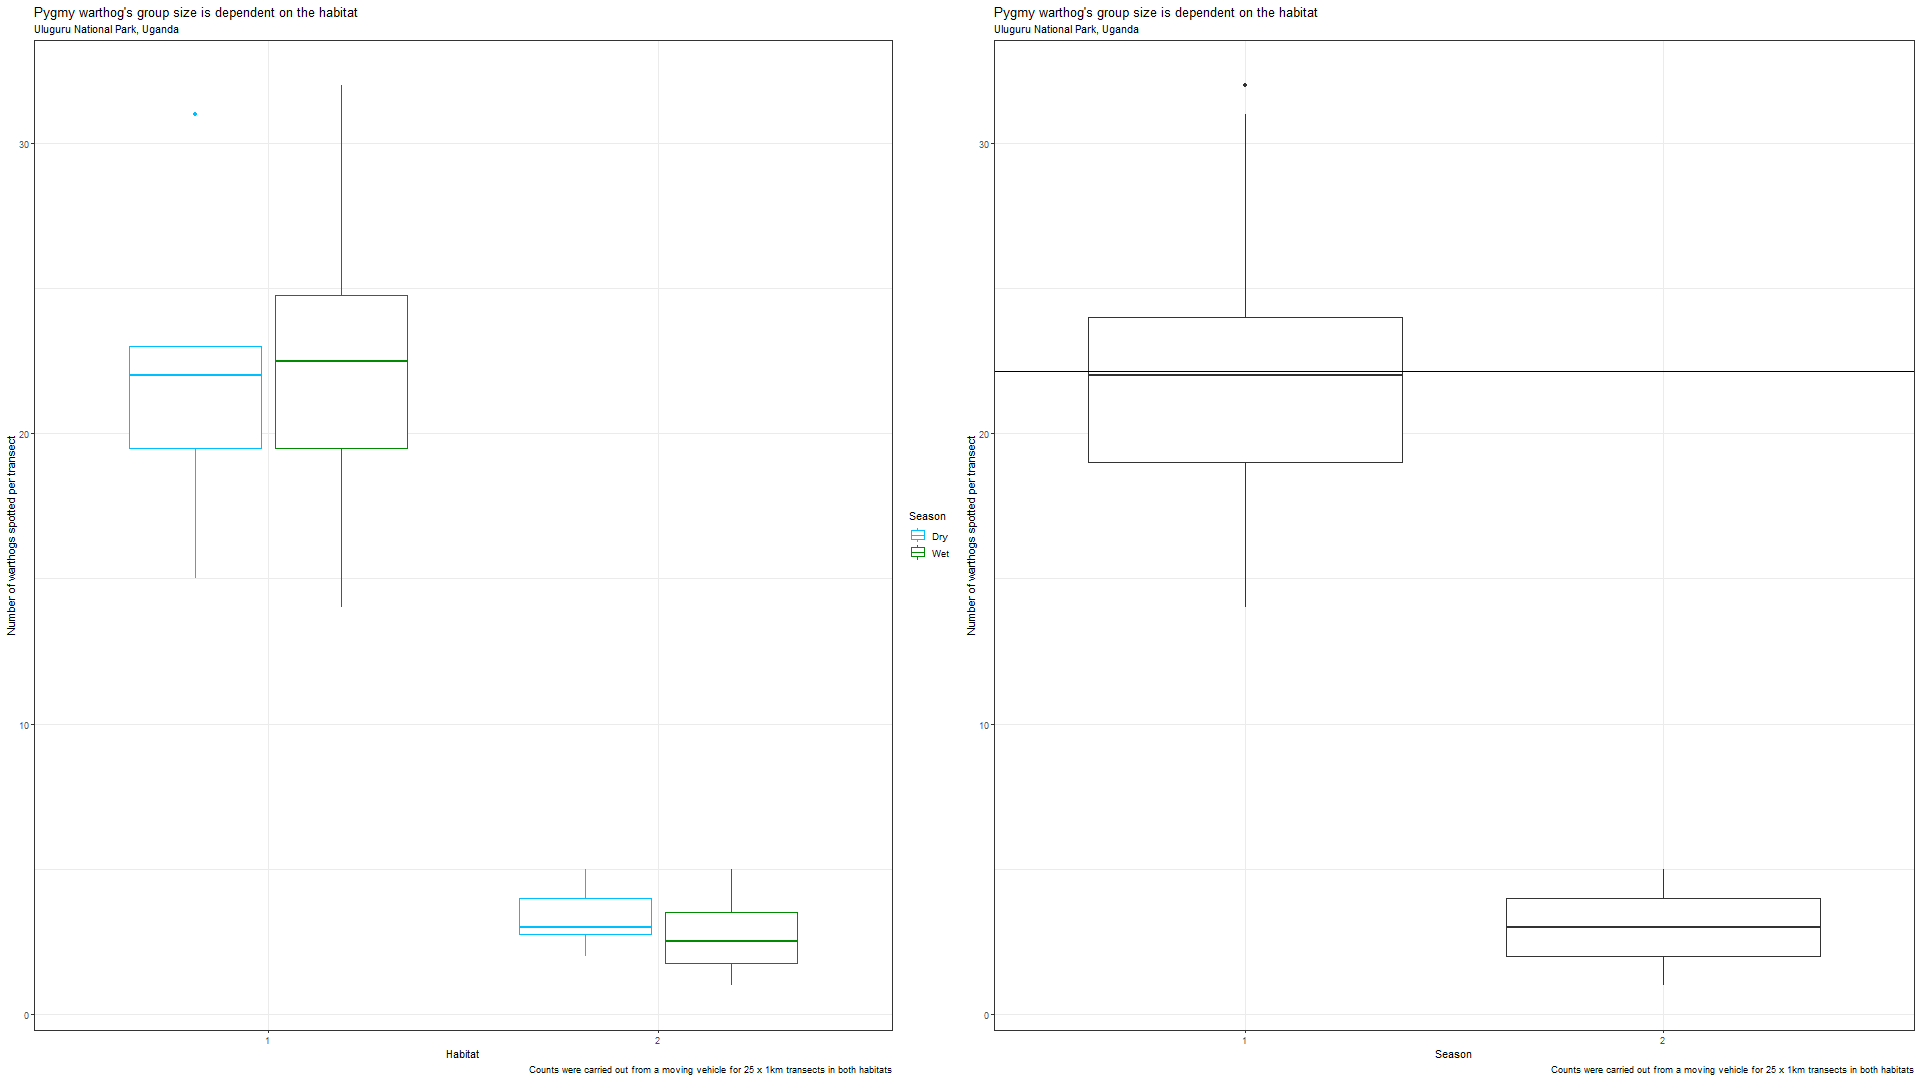 Pygmy warthog's group size is dependent on the habitat
Uluguru National Park, Uganda
Number of warthogs spotted per transect
30
20
10
0
1
2
Habitat
Counts were carried out from a moving vehicle for 25 x 1km transects in both habitats
Season
Dry
Wet
Pygmy warthog's group size is dependent on the habitat
Uluguru National Park, Uganda
Number of warthogs spotted per transect
30
20
10
0
1
2
Season
Counts were carried out from a moving vehicle for 25 x 1km transects in both habitats